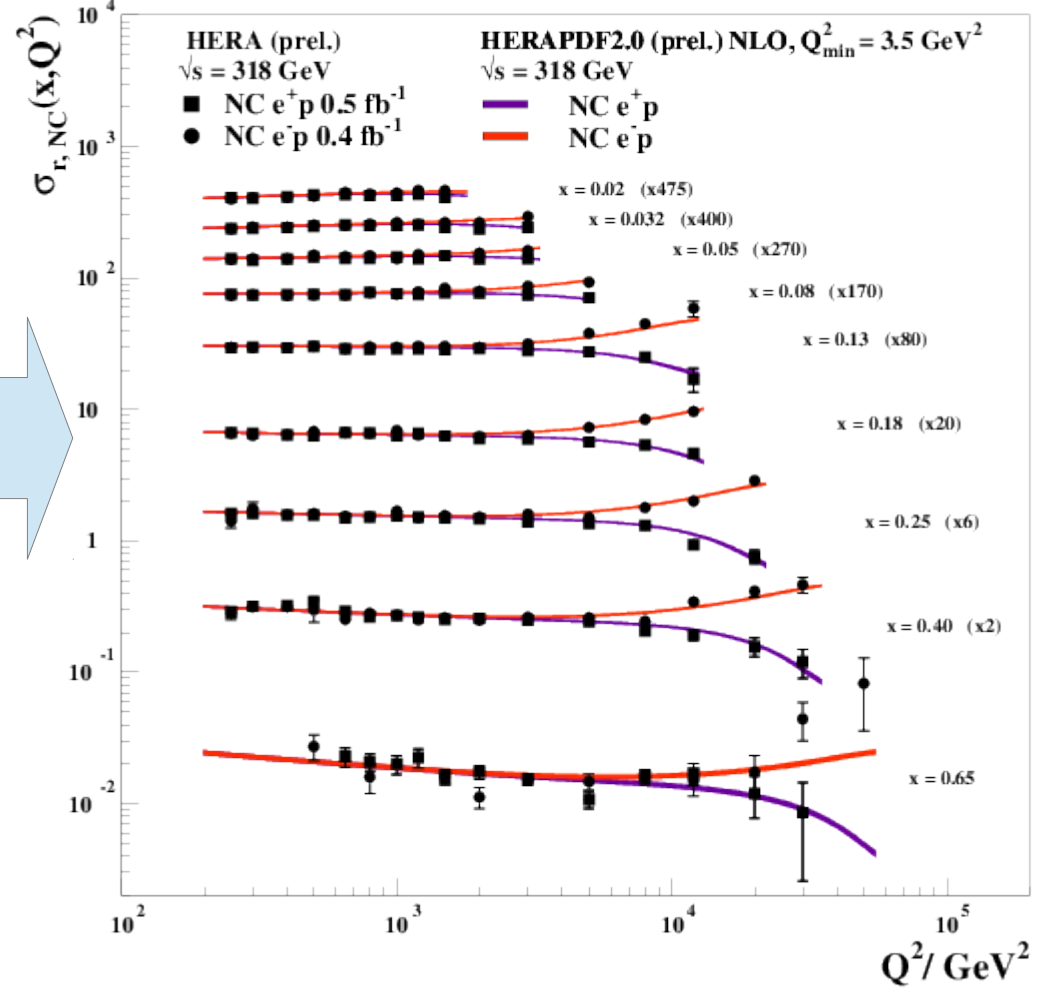 σr, NC(x,Q²)
10⁴
10³
10²
10
1
10⁻¹
10⁻²
HERA (prel.)
√s = 318 GeV
NC e⁺p 0.5 fb⁻¹
NC e⁻p 0.4 fb⁻¹
HERAPDF2.0 (prel.) NLO, Q²min = 3.5 GeV²
√s = 318 GeV
NC e⁺p
NC e⁻p
x = 0.02 (x475)
x = 0.032 (x400)
x = 0.05 (x270)
x = 0.08 (x170)
x = 0.13 (x80)
x = 0.18 (x20)
x = 0.25 (x6)
x = 0.40 (x2)
x = 0.65
10² 10³ 10⁴ 10⁵
Q²/ GeV²